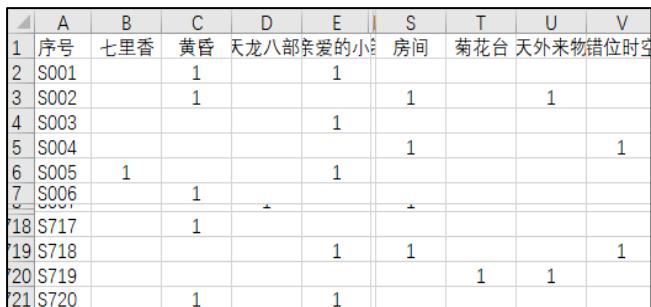 A B C D E S T U V
1 序号 七里香 黄昏 天龙八部 亲爱的小 房间 菊花台 天外来物 错位时空
2 S001 1 1
3 S002 1 1 1
4 S003 1
5 S004 1 1
6 S005 1 1
7 S006 1
718 S717 1
719 S718 1 1 1
720 S719 1 1
721 S720 1 1